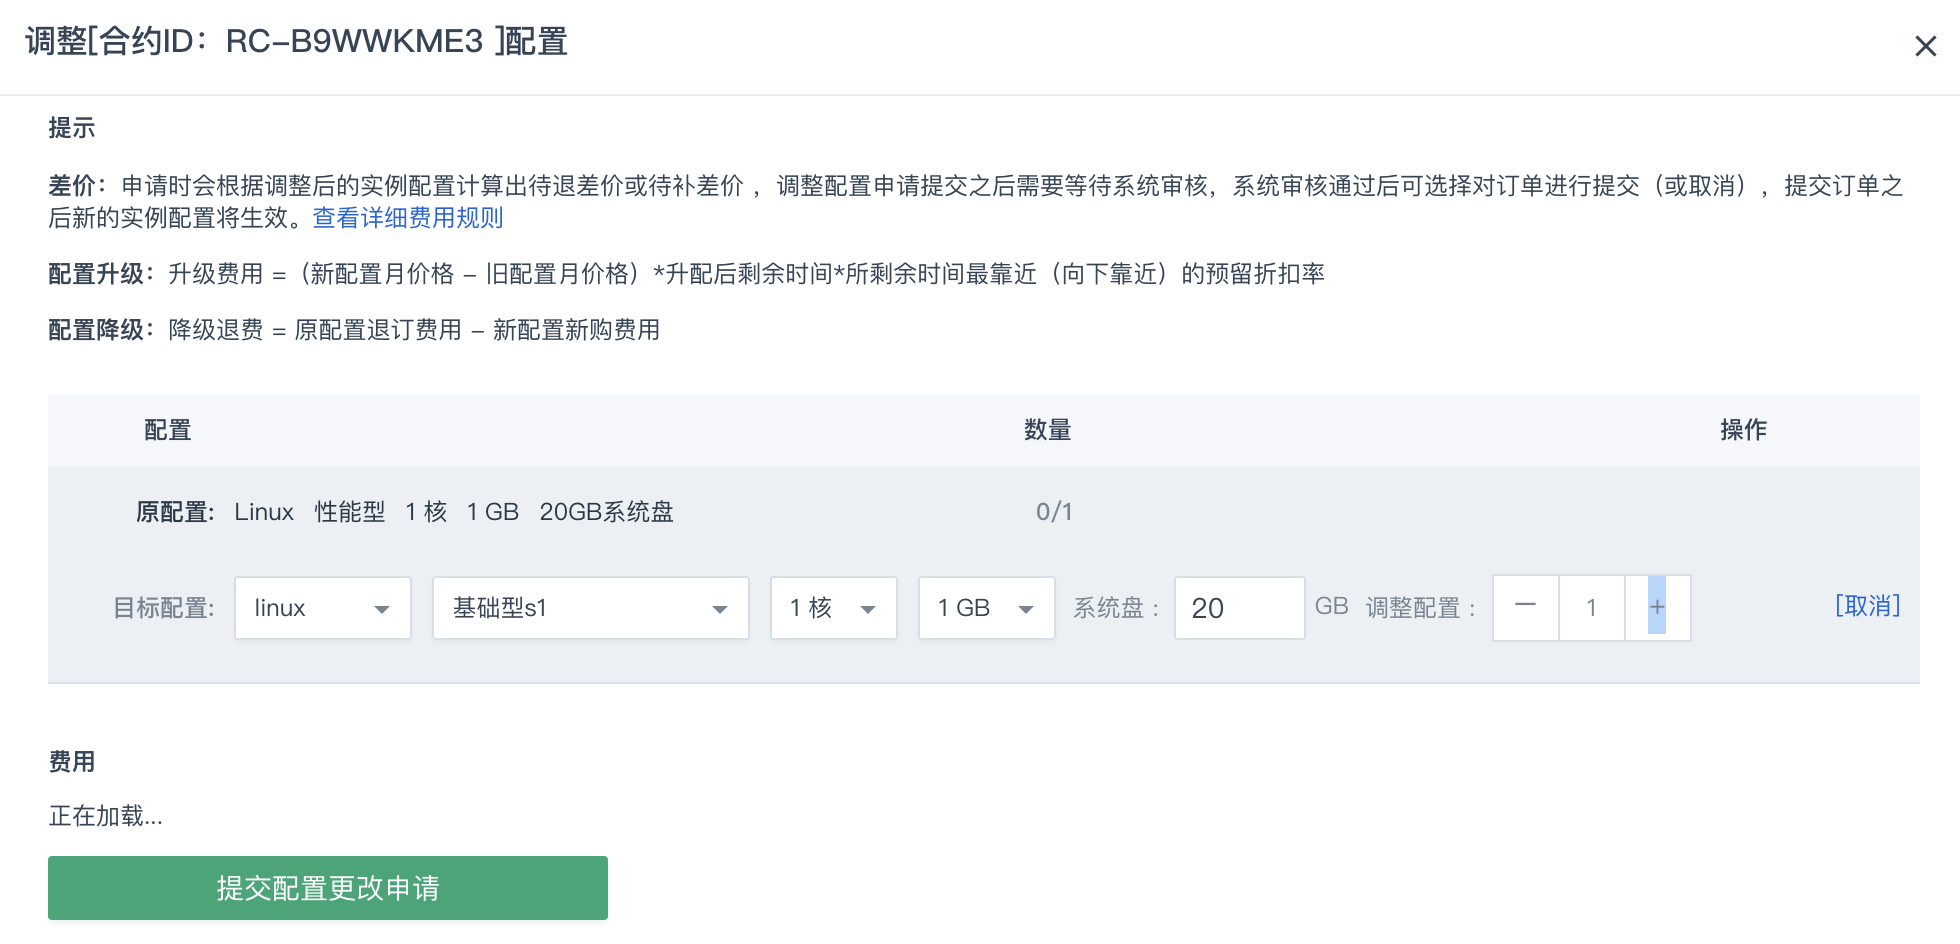 调整[合约ID：RC-B9WWKME3 ]配置
提示
差价：申请时会根据调整后的实例配置计算出待退差价或待补差价 ，调整配置申请提交之后需要等待系统审核，系统审核通过后可选择对订单进行提交（或取消），提交订单之
后新的实例配置将生效。查看详细费用规则
配置升级：升级费用 =（新配置月价格 - 旧配置月价格）*升配后剩余时间*所剩余时间最靠近（向下靠近）的预留折扣率
配置降级：降级退费 = 原配置退订费用 - 新配置新购费用
配置 数量 操作
原配置: Linux 性能型 1 核 1 GB 20GB系统盘 0/1
目标配置: linux 基础型s1 1 核 1 GB 系统盘： 20 GB 调整配置： — 1 + [取消]
费用
正在加载...
提交配置更改申请